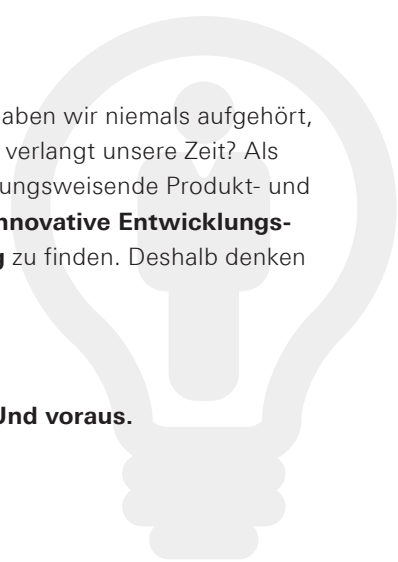 aben wir niemals aufgehört,
verlangt unsere Zeit? Als
ungsweisende Produkt- und
nnovative Entwicklungs-
g zu finden. Deshalb denken
Und voraus.